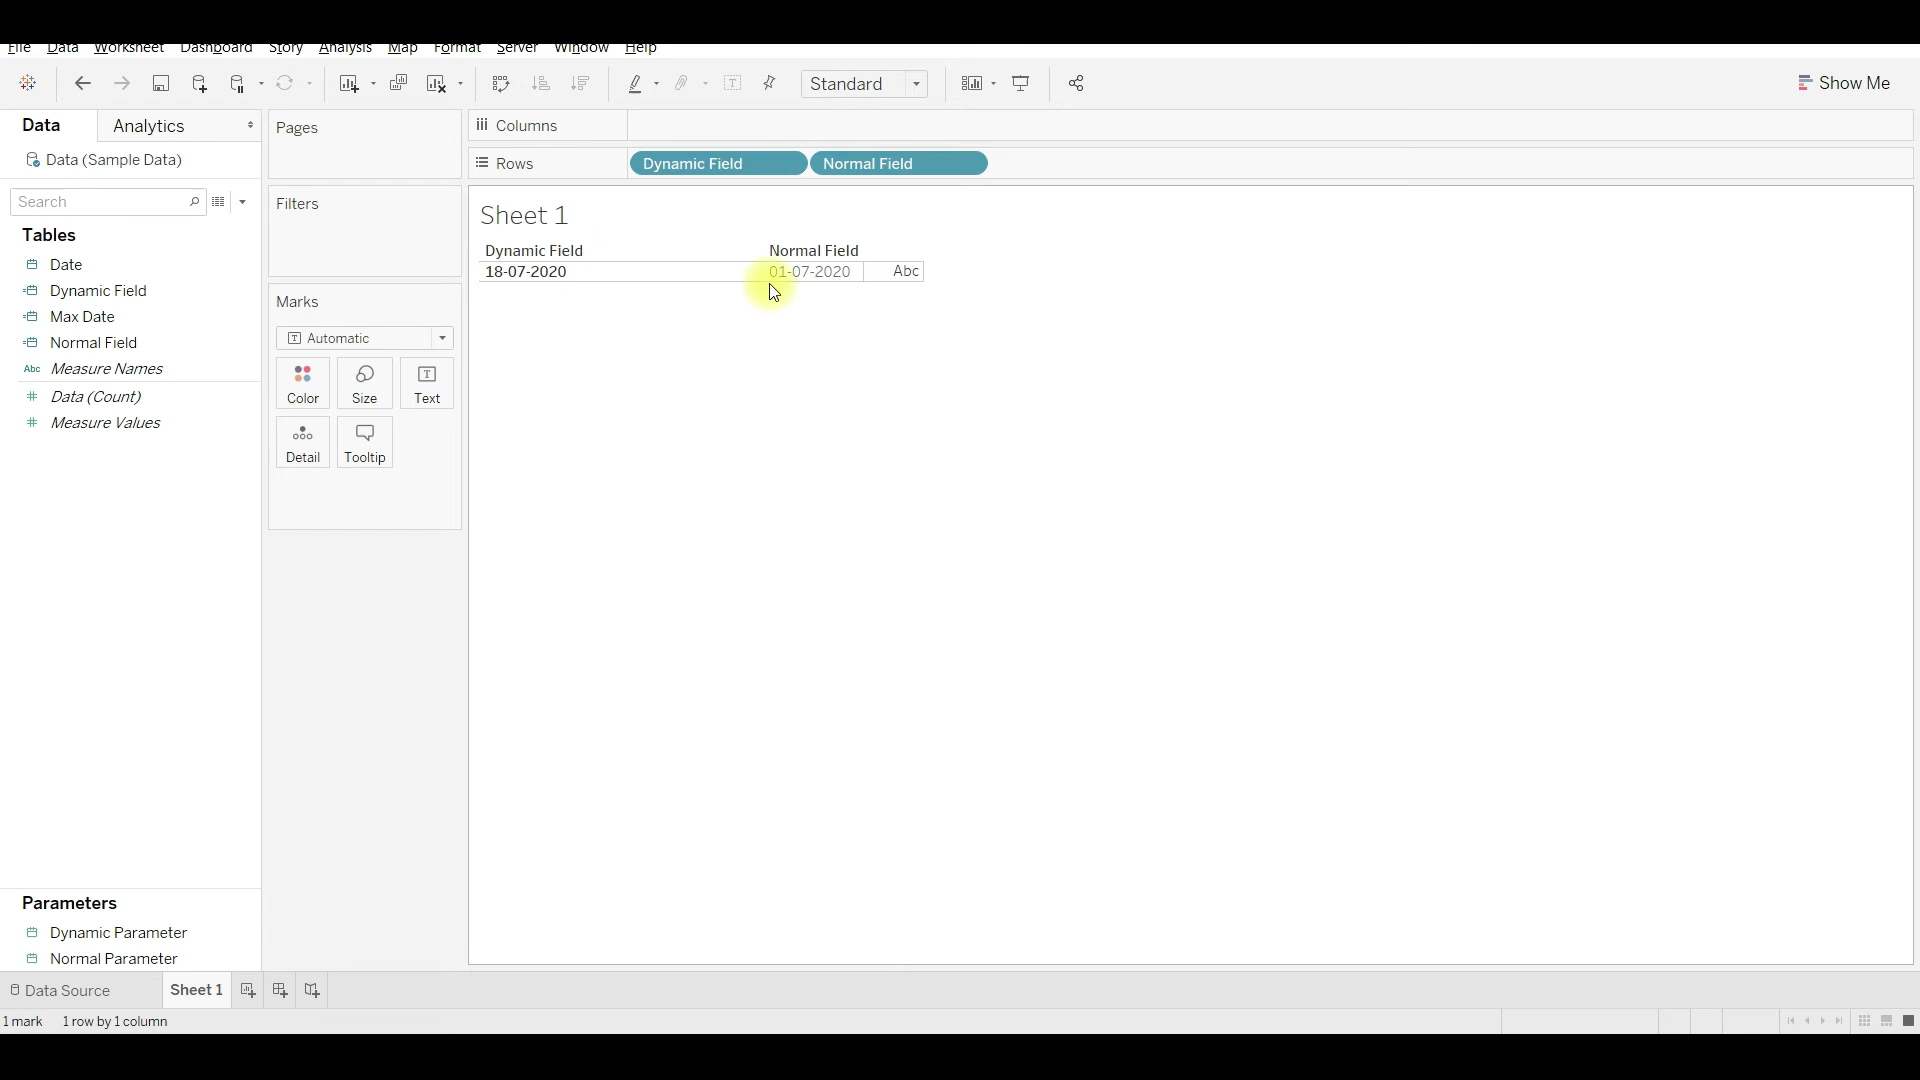 File Data Worksheet Dashboard Story Analysis Map Format Server Window Help
Standard
Show Me
Data Analytics
Data (Sample Data)
Search
Tables
Date
Dynamic Field
Max Date
Normal Field
Abc Measure Names
Data (Count)
Measure Values
Parameters
Dynamic Parameter
Normal Parameter
Pages
Filters
Marks
Automatic
Color Size Text
Detail Tooltip
Columns
Rows Dynamic Field Normal Field
Sheet 1
Dynamic Field Normal Field
18-07-2020 01-07-2020 Abc
Data Source Sheet 1
1 mark 1 row by 1 column